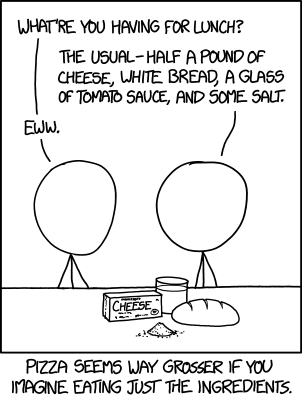 WHAT'RE YOU HAVING FOR LUNCH?
THE USUAL-HALF A POUND OF
CHEESE, WHITE BREAD, A GLASS
OF TOMATO SAUCE, AND SOME SALT.
EWW.
CHEESE
PIZZA SEEMS WAY GROSSER IF YOU
IMAGINE EATING JUST THE INGREDIENTS.